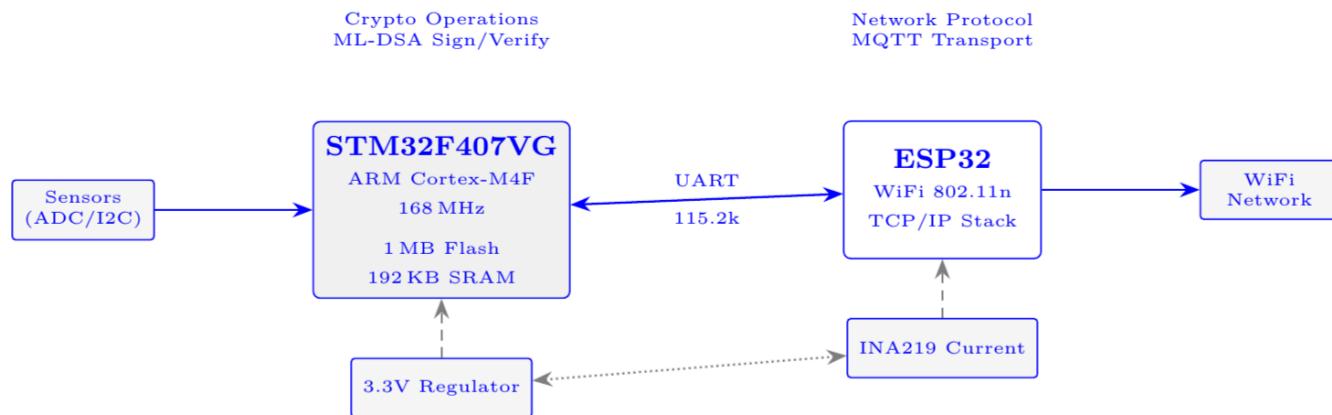 Crypto Operations
ML-DSA Sign/Verify
Network Protocol
MQTT Transport
Sensors
(ADC/I2C)
STM32F407VG
ARM Cortex-M4F
168 MHz
1 MB Flash
192 KB SRAM
UART
115.2k
ESP32
WiFi 802.11n
TCP/IP Stack
WiFi
Network
3.3V Regulator
INA219 Current